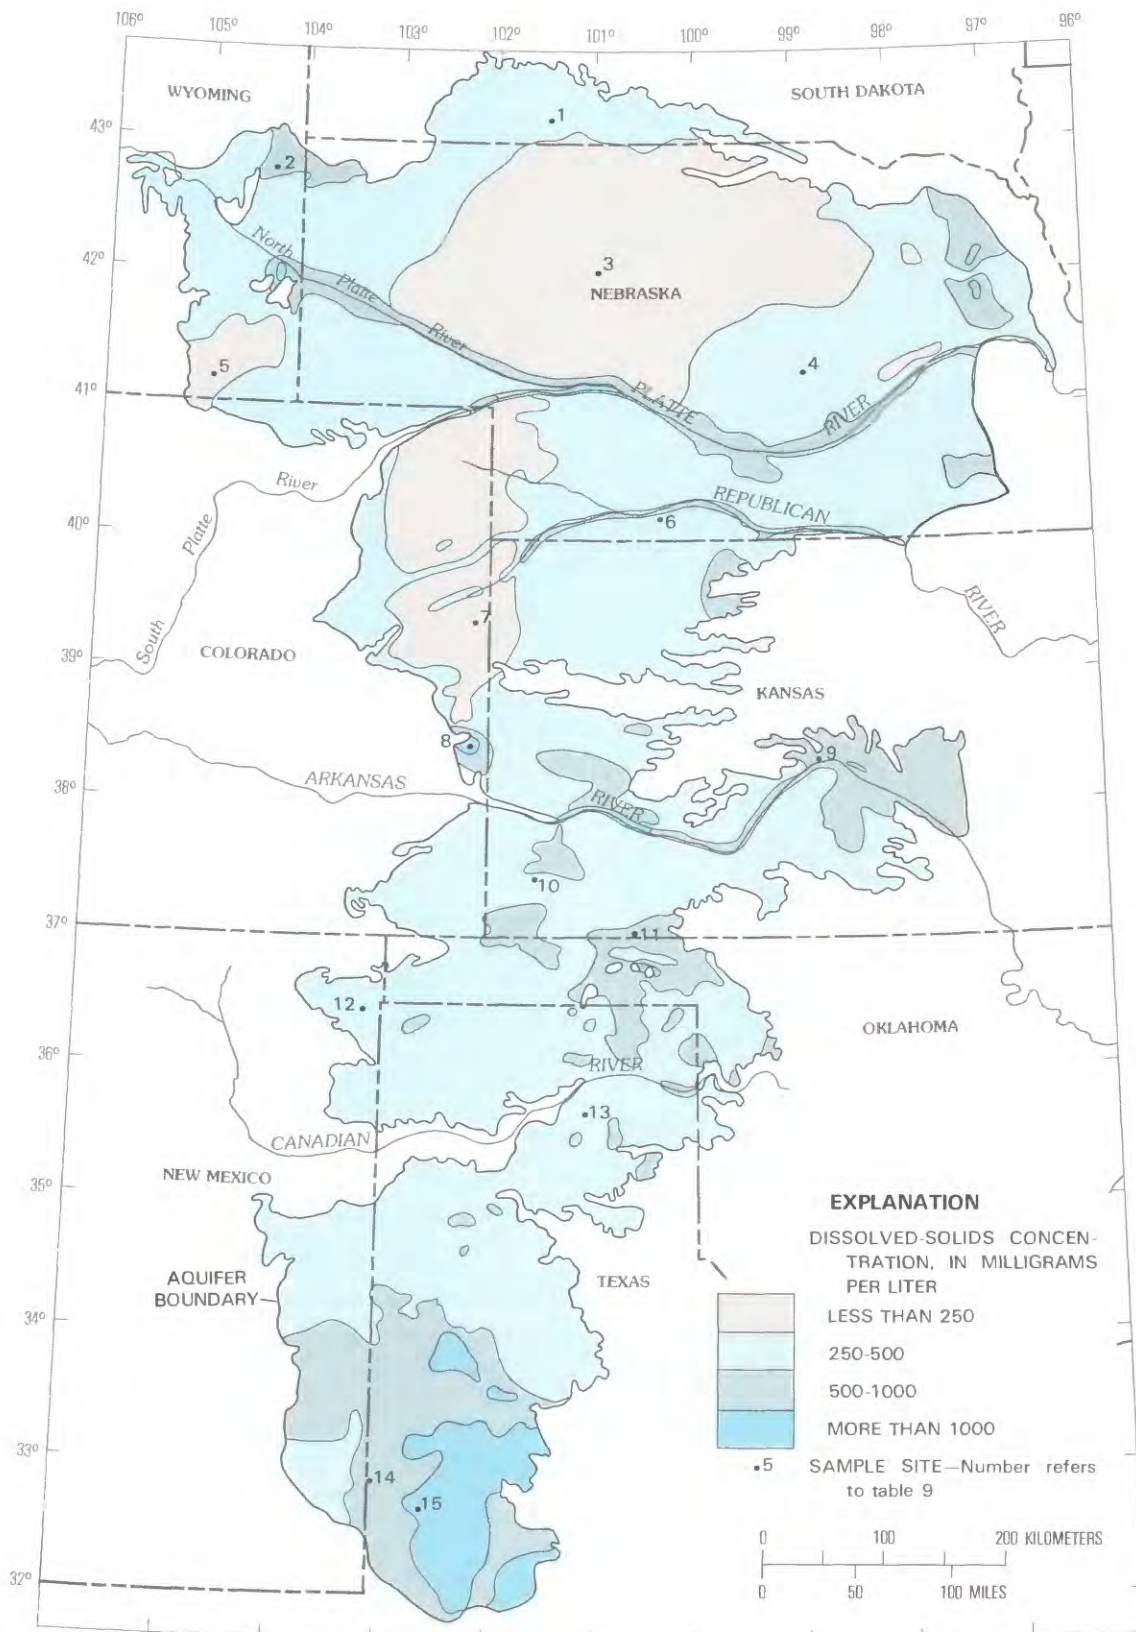 106°
105°
104°
103°
102°
101°
100°
99°
98°
97°
96°
WYOMING
SOUTH DAKOTA
43°
1
2
42°
North
Platte
River
3
NEBRASKA
5
4
41°
PLATTE
RIVER
River
South
Platte
REPUBLICAN
RIVER
40°
6
7
39°
COLORADO
KANSAS
8
9
ARKANSAS
RIVER
38°
10
37°
11
12
OKLAHOMA
36°
RIVER
13
CANADIAN
NEW MEXICO
35°
AQUIFER
BOUNDARY
TEXAS
34°
33°
14
15
32°
EXPLANATION
DISSOLVED-SOLIDS CONCEN-
TRATION, IN MILLIGRAMS
PER LITER
LESS THAN 250
250-500
500-1000
MORE THAN 1000
•5 SAMPLE SITE—Number refers
to table 9
0 100 200 KILOMETERS
0 50 100 MILES